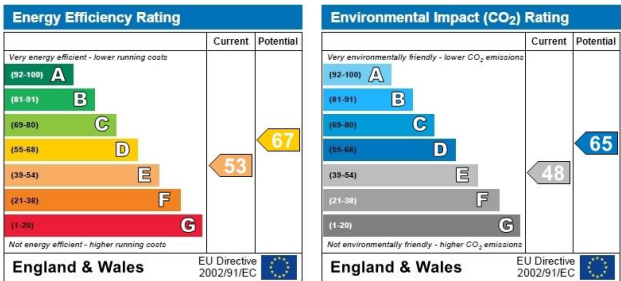 Energy Efficiency Rating
Current Potential
Very energy efficient - lower running costs
(92-100) A
(81-91) B
(69-80) C
(55-68) D
(39-54) E
(21-38) F
(1-20) G
53
67
Not energy efficient - higher running costs
England & Wales
EU Directive
2002/91/EC
Environmental Impact (CO₂) Rating
Current Potential
Very environmentally friendly - lower CO₂ emissions
(92-100) A
(81-91) B
(69-80) C
(55-68) D
(39-54) E
(21-38) F
(1-20) G
48
65
Not environmentally friendly - higher CO₂ emissions
England & Wales
EU Directive
2002/91/EC